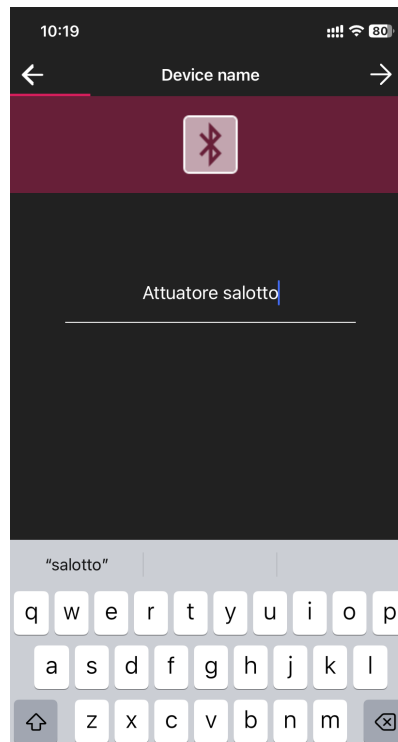 10:19
80
Device name
Attuatore salotto
“salotto”
q w e r t y u i o p
a s d f g h j k l
z x c v b n m